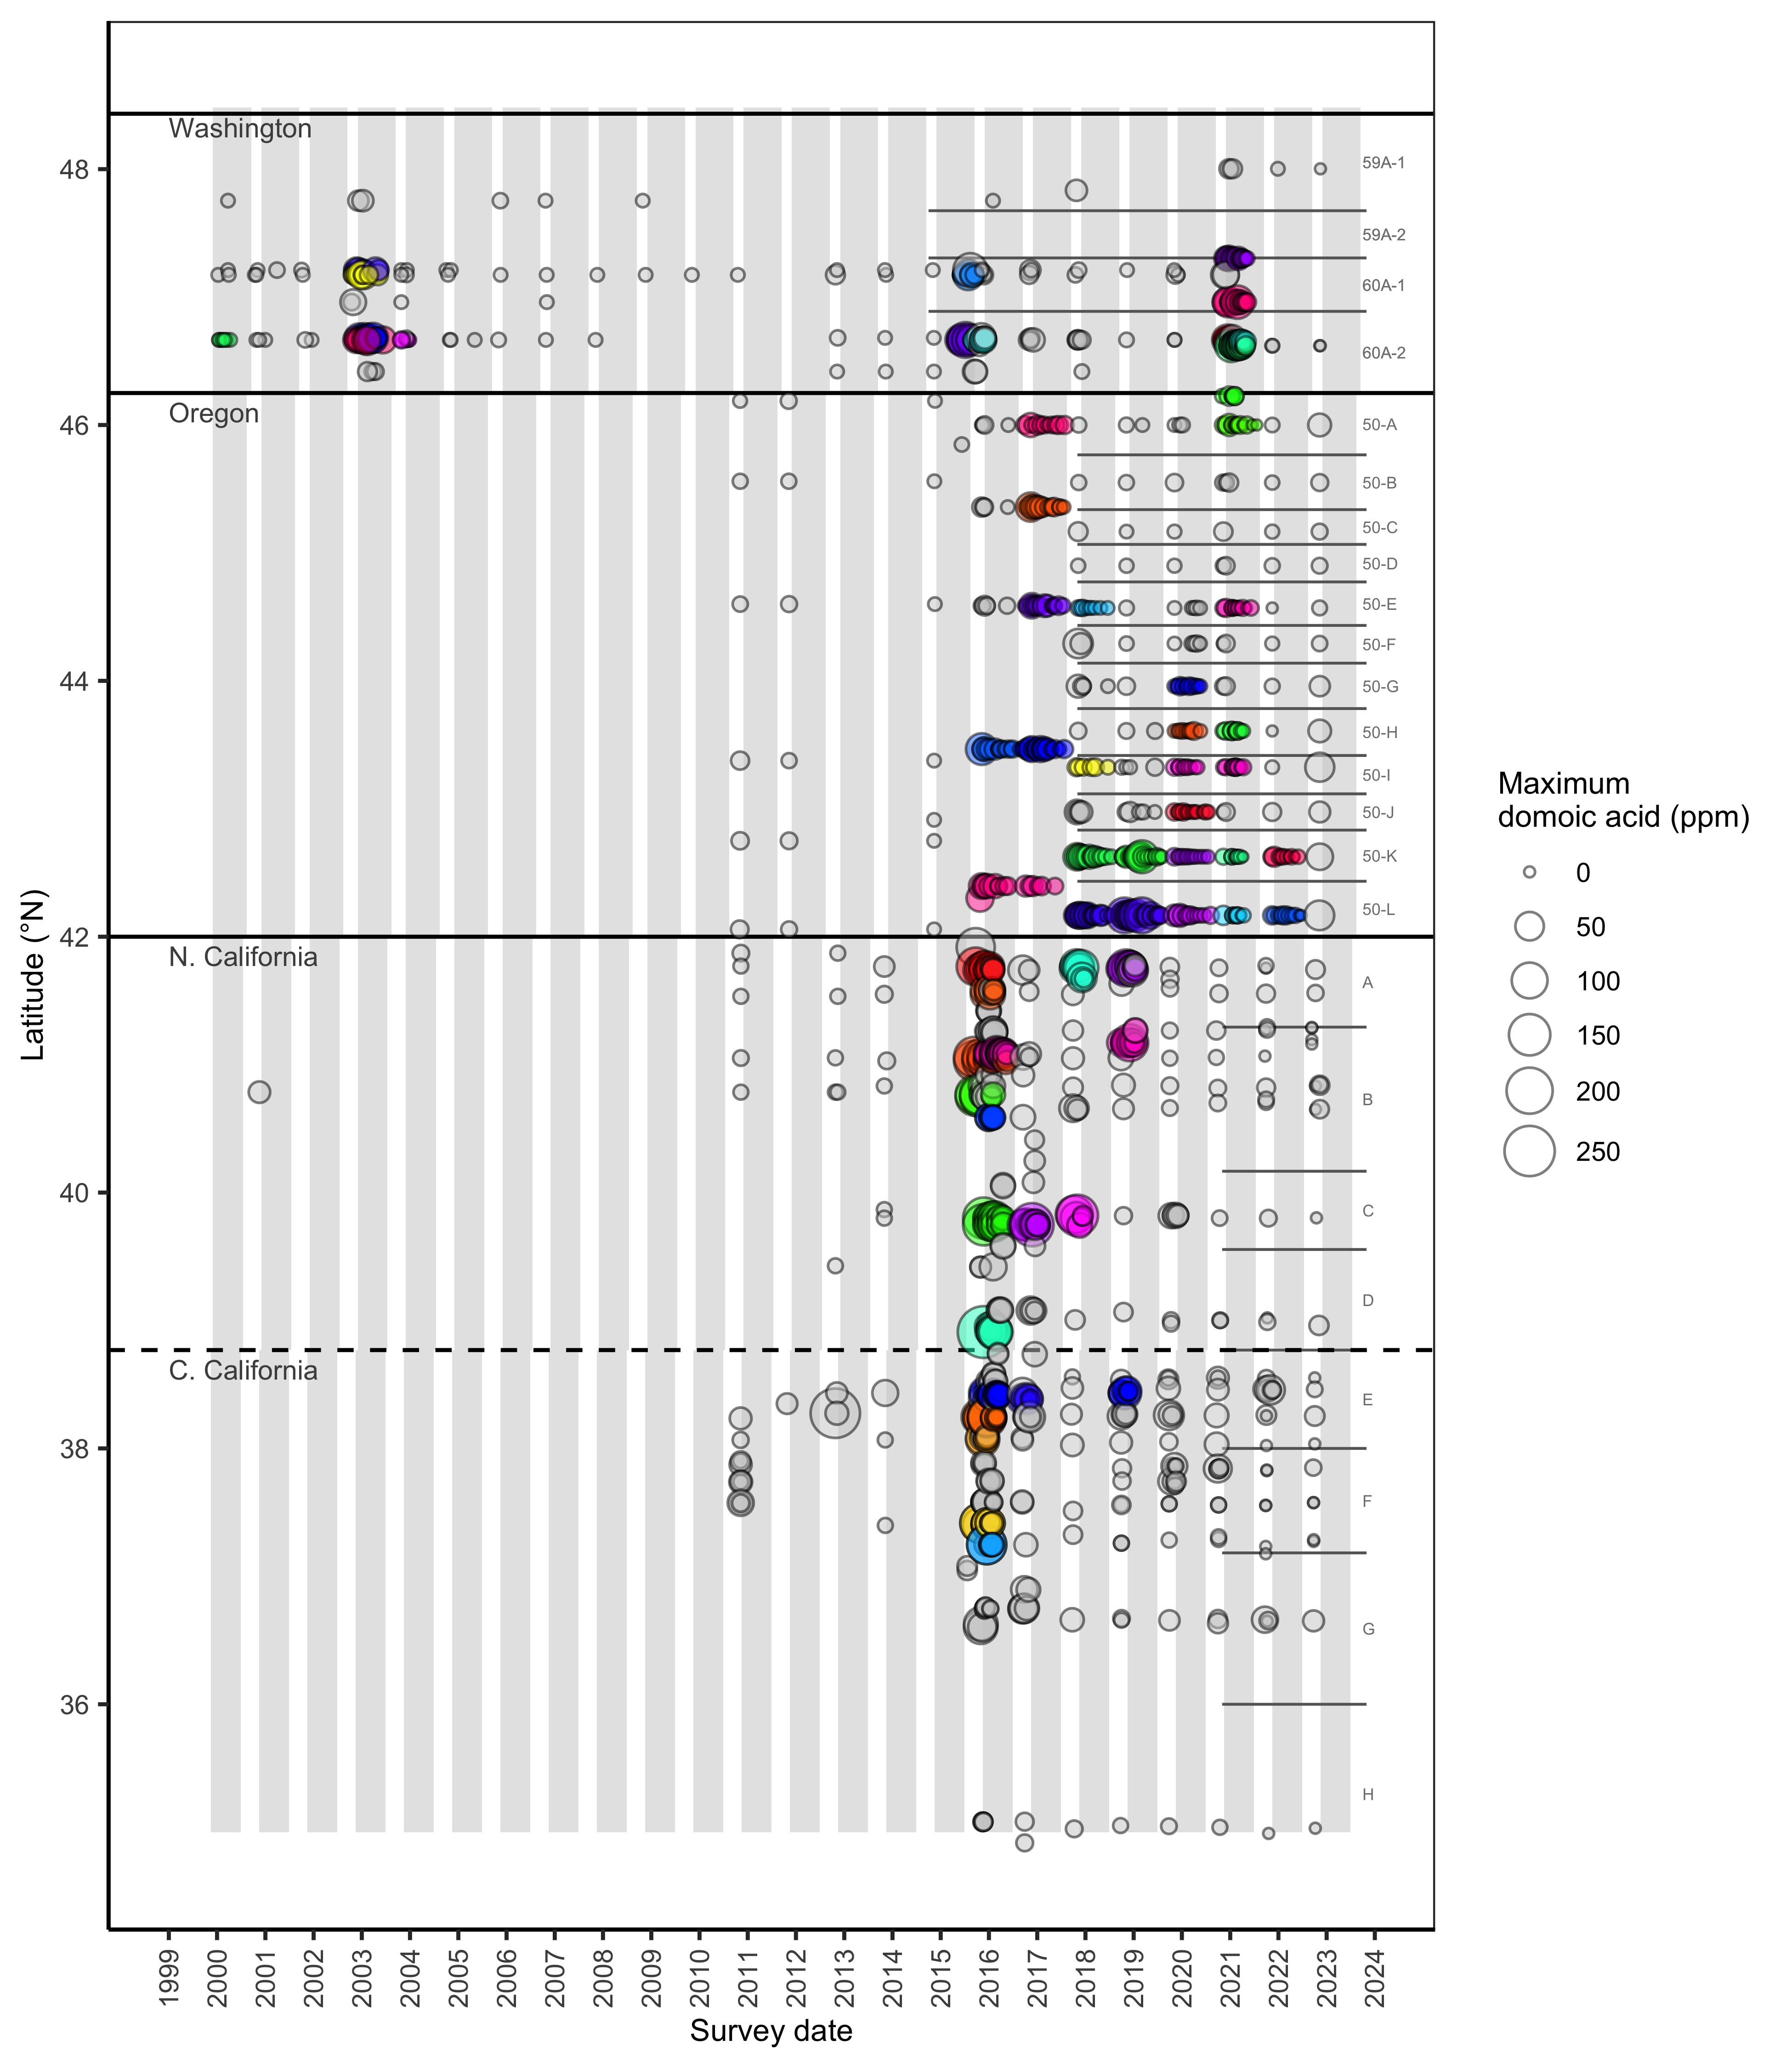 Washington
59A-1
48
59A-2
60A-1
60A-2
Oregon
46
50-A
50-B
50-C
50-D
50-E
50-F
44
50-G
50-H
50-I
50-J
50-K
50-L
42
N. California
A
B
40
C
D
C. California
E
38
F
G
36
H
Latitude (°N)
1999
2000
2001
2002
2003
2004
2005
2006
2007
2008
2009
2010
2011
2012
2013
2014
2015
2016
2017
2018
2019
2020
2021
2022
2023
2024
Survey date
Maximum
domoic acid (ppm)
0
50
100
150
200
250